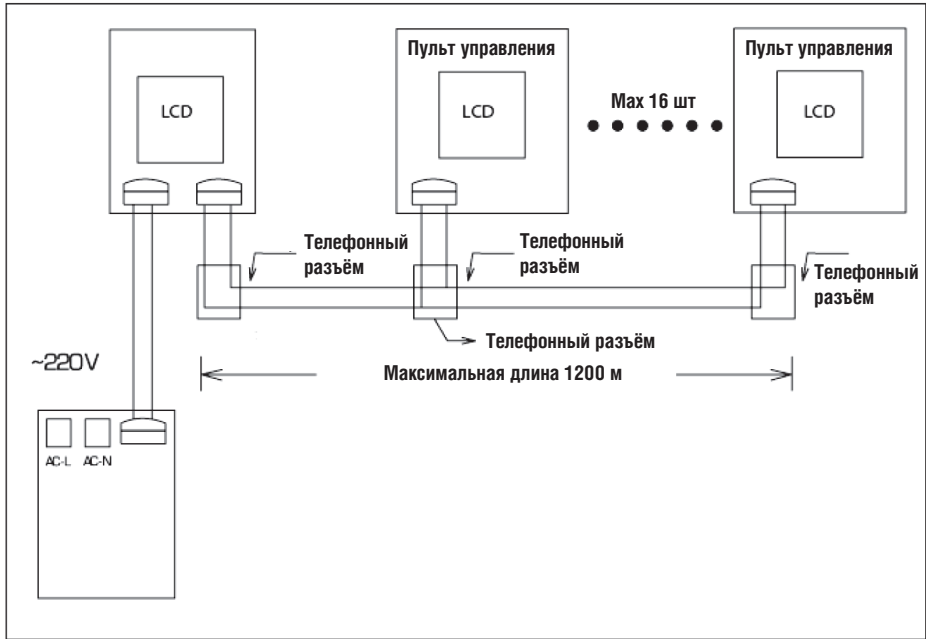 Пульт управления
Пульт управления
LCD
LCD
Max 16 шт
LCD
Телефонный
разъём
Телефонный
разъём
Телефонный
разъём
Телефонный разъём
~220V
Максимальная длина 1200 м
AC-L
AC-N